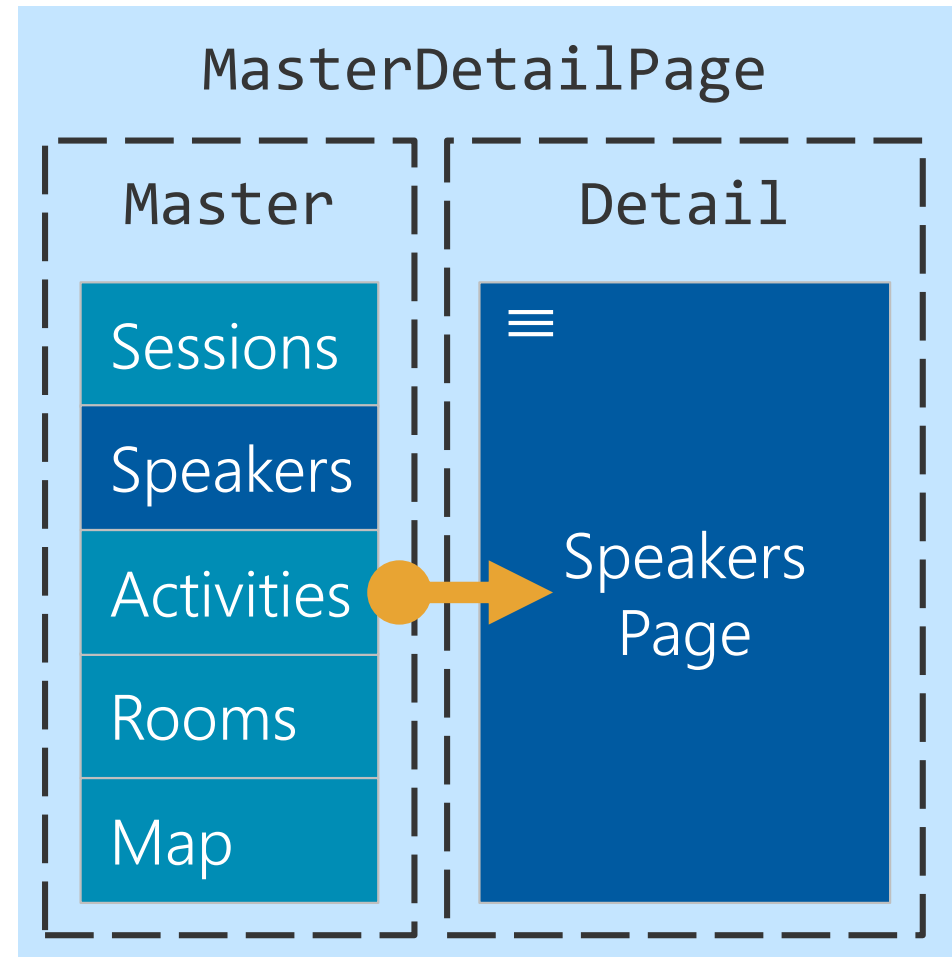 MasterDetailPage
Master
Sessions
Speakers
Activities
Rooms
Map
Detail
Speakers
Page